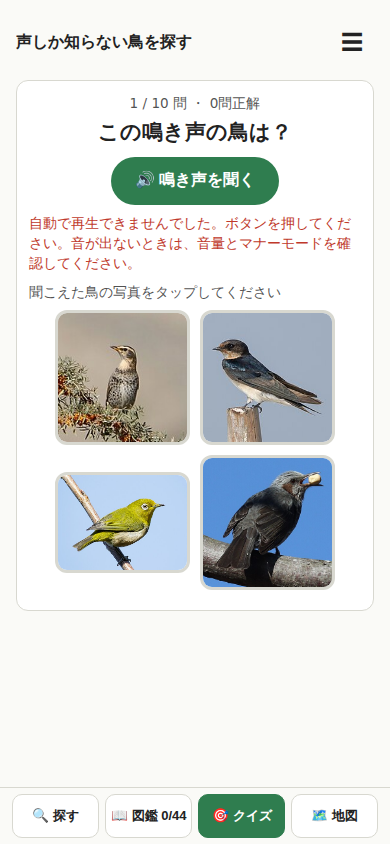 声しか知らない鳥を探す
1 / 10 問 ・ 0問正解
この鳴き声の鳥は？
🔊 鳴き声を聞く
自動で再生できませんでした。ボタンを押してくだ
さい。音が出ないときは、音量とマナーモードを確
認してください。
聞こえた鳥の写真をタップしてください
🔍 探す
📖 図鑑 0/44
🎯 クイズ
🗺️ 地図